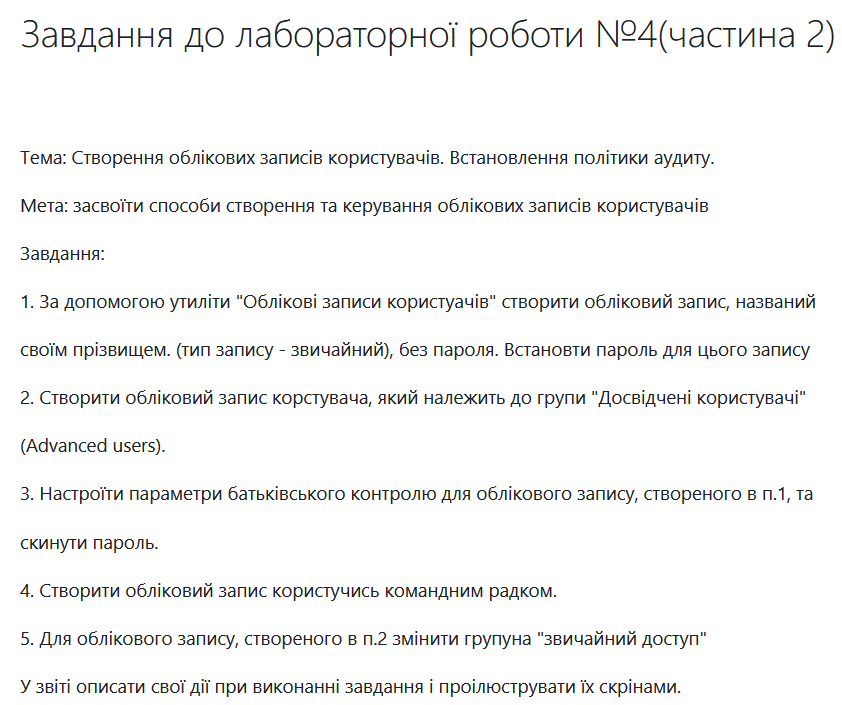 Завдання до лабораторної роботи №4(частина 2)
Тема: Створення облікових записів користувачів. Встановлення політики аудиту.
Мета: засвоїти способи створення та керування облікових записів користувачів
Завдання:
1. За допомогою утиліти "Облікові записи користуачів" створити обліковий запис, названий
своїм прізвищем. (тип запису - звичайний), без пароля. Встановти пароль для цього запису
2. Створити обліковий запис корстувача, який належить до групи "Досвідчені користувачі"
(Advanced users).
3. Настроїти параметри батьківського контролю для облікового запису, створеного в п.1, та
скинути пароль.
4. Створити обліковий запис користучись командним радком.
5. Для облікового запису, створеного в п.2 змінити групуна "звичайний доступ"
У звіті описати свої дії при виконанні завдання і проілюструвати їх скрінами.